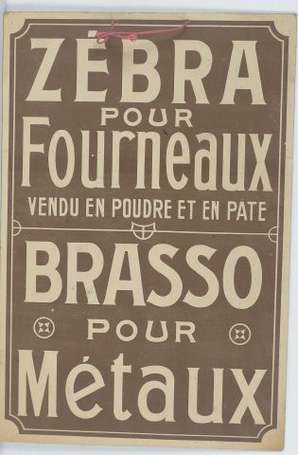 ZÉBRA
POUR
Fourneaux
VENDU EN POUDRE ET EN PATE
BRASSO
POUR
Métaux